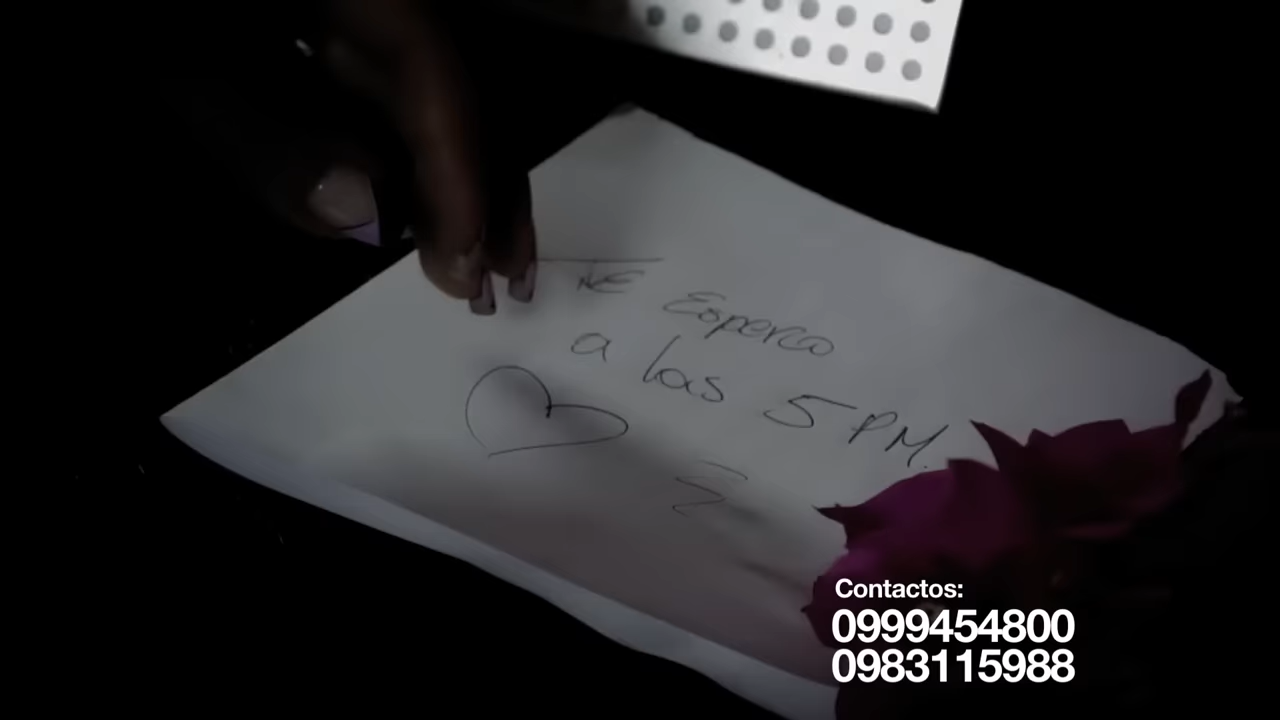 TE Espero
a las 5 PM.
Contactos:
0999454800
0983115988